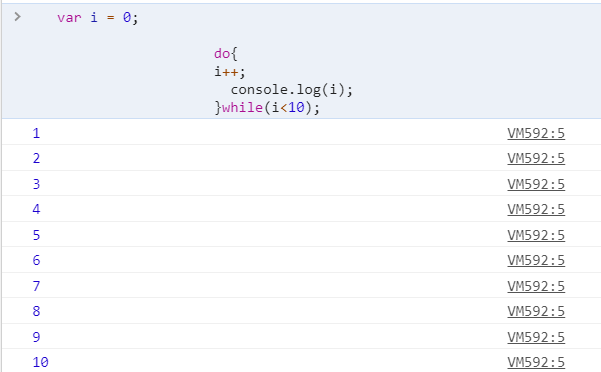 > var i = 0;
do{
i++;
console.log(i);
}while(i<10);
1 VM592:5
2 VM592:5
3 VM592:5
4 VM592:5
5 VM592:5
6 VM592:5
7 VM592:5
8 VM592:5
9 VM592:5
10 VM592:5